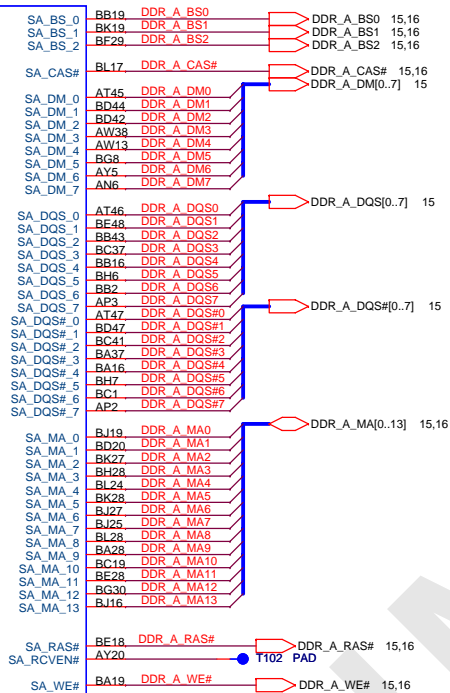 SA_BS_0 BB19 DDR_A_BS0 DDR_A_BS0 15,16
SA_BS_1 BK19 DDR_A_BS1 DDR_A_BS1 15,16
SA_BS_2 BF29 DDR_A_BS2 DDR_A_BS2 15,16
SA_CAS# BL17 DDR_A_CAS# DDR_A_CAS# 15,16
DDR_A_DM[0..7] 15
SA_DM_0 AT45 DDR_A_DM0
SA_DM_1 BD44 DDR_A_DM1
SA_DM_2 BD42 DDR_A_DM2
SA_DM_3 AW38 DDR_A_DM3
SA_DM_4 AW13 DDR_A_DM4
SA_DM_5 BG8 DDR_A_DM5
SA_DM_6 AY5 DDR_A_DM6
SA_DM_7 AN6 DDR_A_DM7
DDR_A_DQS[0..7] 15
SA_DQS_0 AT46 DDR_A_DQS0
SA_DQS_1 BE48 DDR_A_DQS1
SA_DQS_2 BB43 DDR_A_DQS2
SA_DQS_3 BC37 DDR_A_DQS3
SA_DQS_4 BB16 DDR_A_DQS4
SA_DQS_5 BH6 DDR_A_DQS5
SA_DQS_6 BB2 DDR_A_DQS6
SA_DQS_7 AP3 DDR_A_DQS7 DDR_A_DQS#[0..7] 15
SA_DQS#_0 AT47 DDR_A_DQS#0
SA_DQS#_1 BD47 DDR_A_DQS#1
SA_DQS#_2 BC41 DDR_A_DQS#2
SA_DQS#_3 BA37 DDR_A_DQS#3
SA_DQS#_4 BA16 DDR_A_DQS#4
SA_DQS#_5 BH7 DDR_A_DQS#5
SA_DQS#_6 BC1 DDR_A_DQS#6
SA_DQS#_7 AP2 DDR_A_DQS#7
DDR_A_MA[0..13] 15,16
SA_MA_0 BJ19 DDR_A_MA0
SA_MA_1 BD20 DDR_A_MA1
SA_MA_2 BK27 DDR_A_MA2
SA_MA_3 BH28 DDR_A_MA3
SA_MA_4 BL24 DDR_A_MA4
SA_MA_5 BK28 DDR_A_MA5
SA_MA_6 BJ27 DDR_A_MA6
SA_MA_7 BJ25 DDR_A_MA7
SA_MA_8 BL28 DDR_A_MA8
SA_MA_9 BA28 DDR_A_MA9
SA_MA_10 BC19 DDR_A_MA10
SA_MA_11 BE28 DDR_A_MA11
SA_MA_12 BG30 DDR_A_MA12
SA_MA_13 BJ16 DDR_A_MA13
SA_RAS# BE18 DDR_A_RAS# DDR_A_RAS# 15,16
SA_RCVEN# AY20 T102 PAD
SA_WE# BA19 DDR_A_WE# DDR_A_WE# 15,16